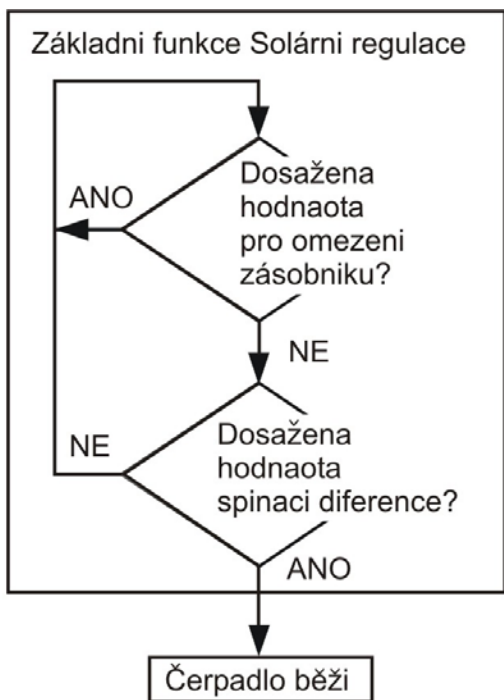 Základni funkce Solárni regulace
Dosažena
hodnaota
pro omezeni
zásobniku?
ANO
NE
Dosažena
hodnaota
spinaci diference?
NE
ANO
Čerpadlo běži